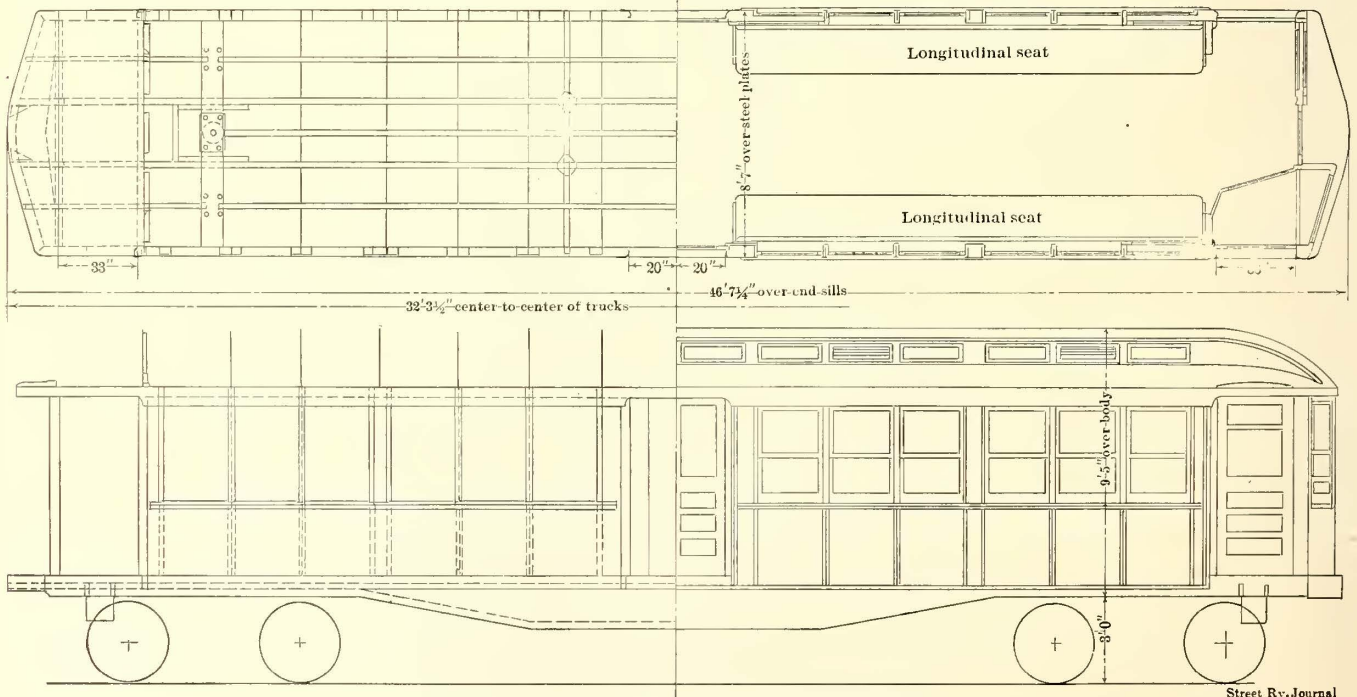 Longitudinal seat
8'7" over steel plates
Longitudinal seat
33"
20"
20"
46'7¼" over end sills
32'3½" center to center of trucks
9'5" over body
3'0"
Street Ry. Journal